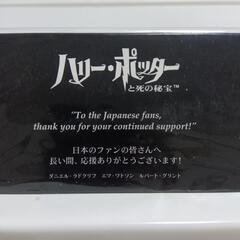 ハリー・ポッター
と死の秘宝™
"To the Japanese fans,
thank you for your continued support!"
日本のファンの皆さんへ
長い間、応援ありがとうございます!
ダニエル・ラドクリフ　エマ・ワトソン　ルパート・グリント